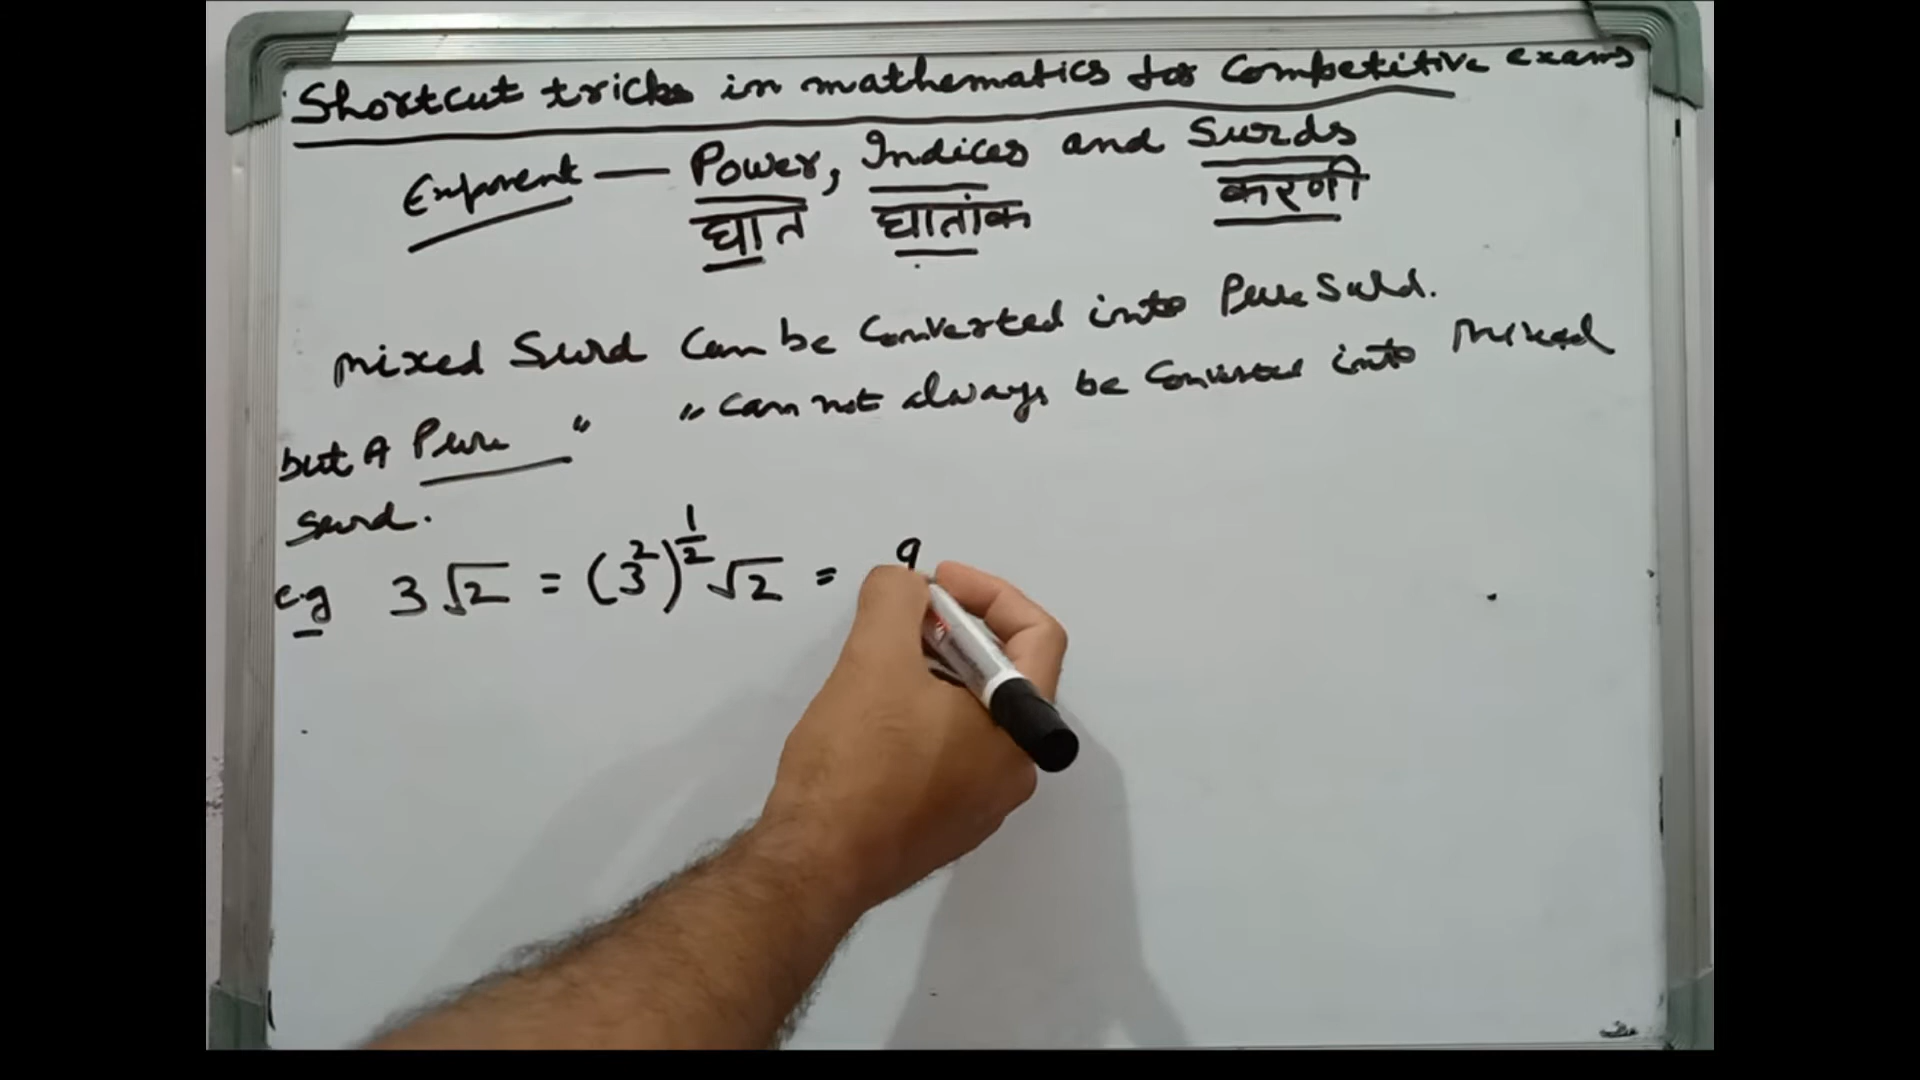 Shortcut tricks in mathematics for Competitive exams
Exponent — Power, Indices and Surds
घात घातांक करणी
mixed Surd Can be Converted into Pure Surd.
but A Pure " " can not always be Converted into Mixed
Surd.
e.g 3√2 = (3²)^(1/2) √2 = 9